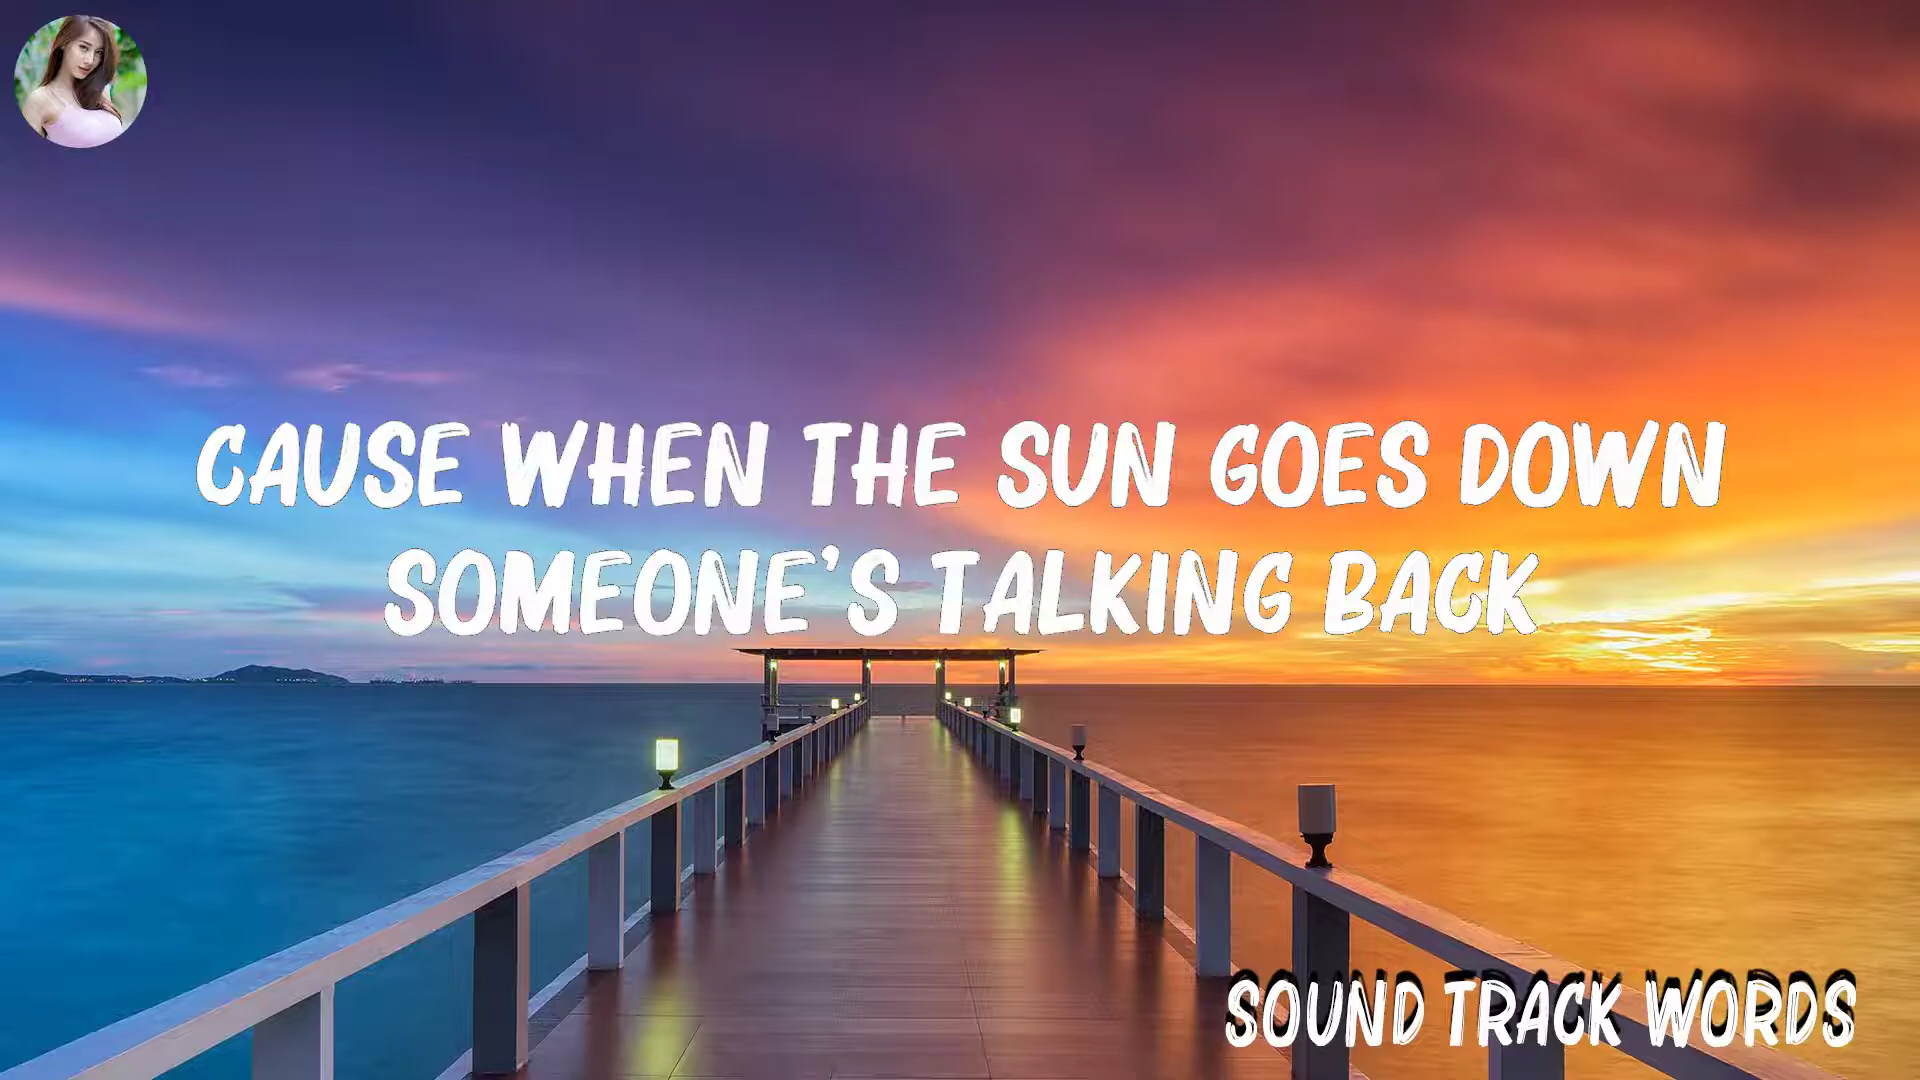 CAUSE WHEN THE SUN GOES DOWN
SOMEONE'S TALKING BACK
SOUND TRACK WORDS